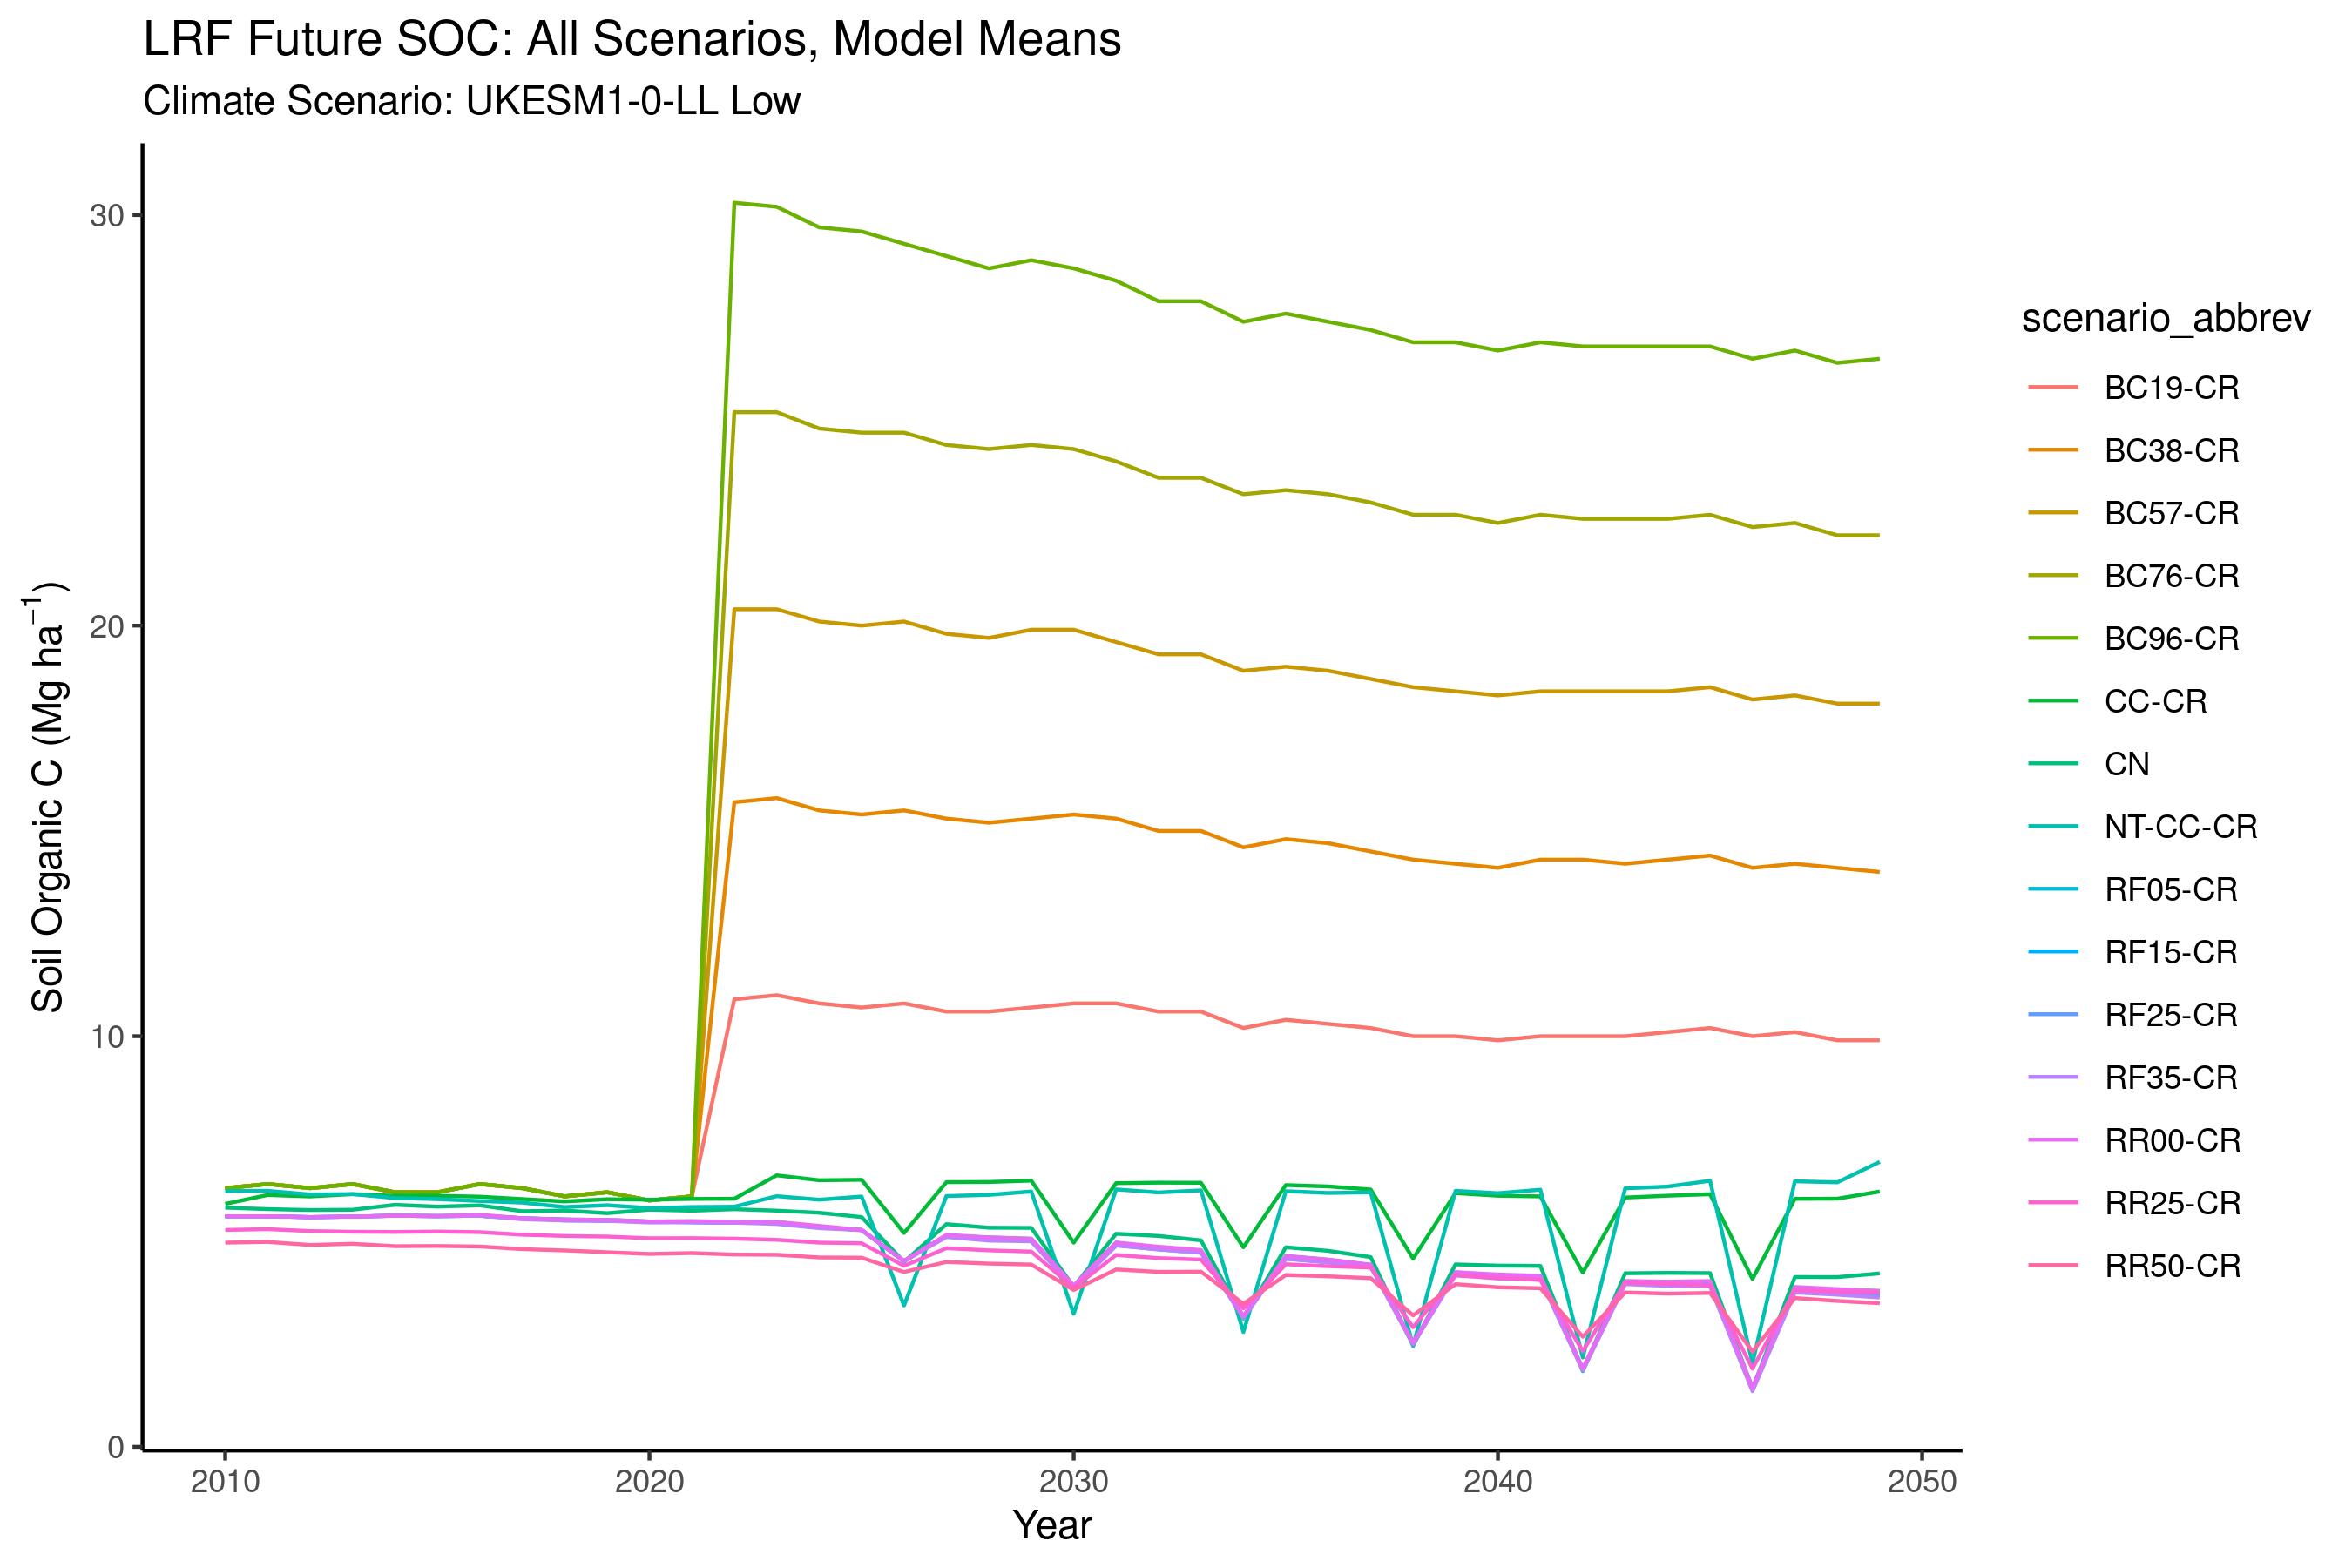 LRF Future SOC: All Scenarios, Model Means
Climate Scenario: UKESM1-0-LL Low
Soil Organic C (Mg ha⁻¹)
30
20
10
0
2010
2020
2030
2040
2050
Year
scenario_abbrev
BC19-CR
BC38-CR
BC57-CR
BC76-CR
BC96-CR
CC-CR
CN
NT-CC-CR
RF05-CR
RF15-CR
RF25-CR
RF35-CR
RR00-CR
RR25-CR
RR50-CR